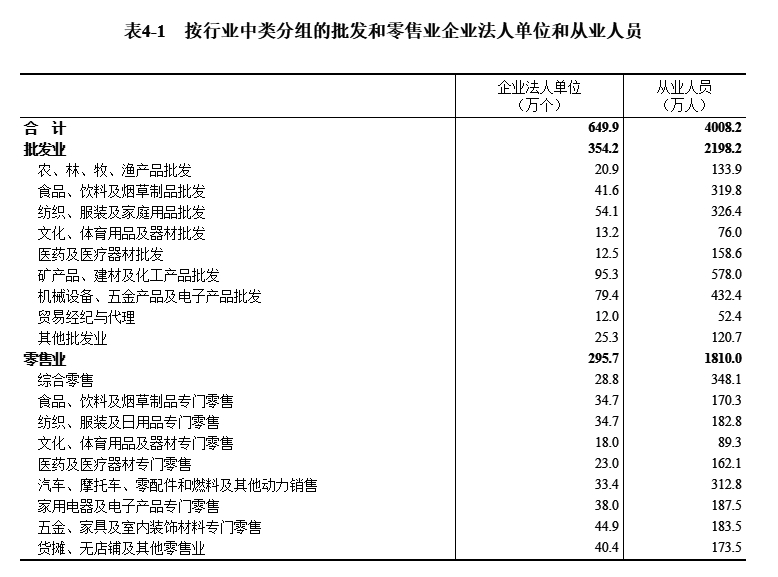 表4-1 按行业中类分组的批发和零售业企业法人单位和从业人员
企业法人单位 从业人员
（万个） （万人）
合 计 649.9 4008.2
批发业 354.2 2198.2
农、林、牧、渔产品批发 20.9 133.9
食品、饮料及烟草制品批发 41.6 319.8
纺织、服装及家庭用品批发 54.1 326.4
文化、体育用品及器材批发 13.2 76.0
医药及医疗器材批发 12.5 158.6
矿产品、建材及化工产品批发 95.3 578.0
机械设备、五金产品及电子产品批发 79.4 432.4
贸易经纪与代理 12.0 52.4
其他批发业 25.3 120.7
零售业 295.7 1810.0
综合零售 28.8 348.1
食品、饮料及烟草制品专门零售 34.7 170.3
纺织、服装及日用品专门零售 34.7 182.8
文化、体育用品及器材专门零售 18.0 89.3
医药及医疗器材专门零售 23.0 162.1
汽车、摩托车、零配件和燃料及其他动力销售 33.4 312.8
家用电器及电子产品专门零售 38.0 187.5
五金、家具及室内装饰材料专门零售 44.9 183.5
货摊、无店铺及其他零售业 40.4 173.5